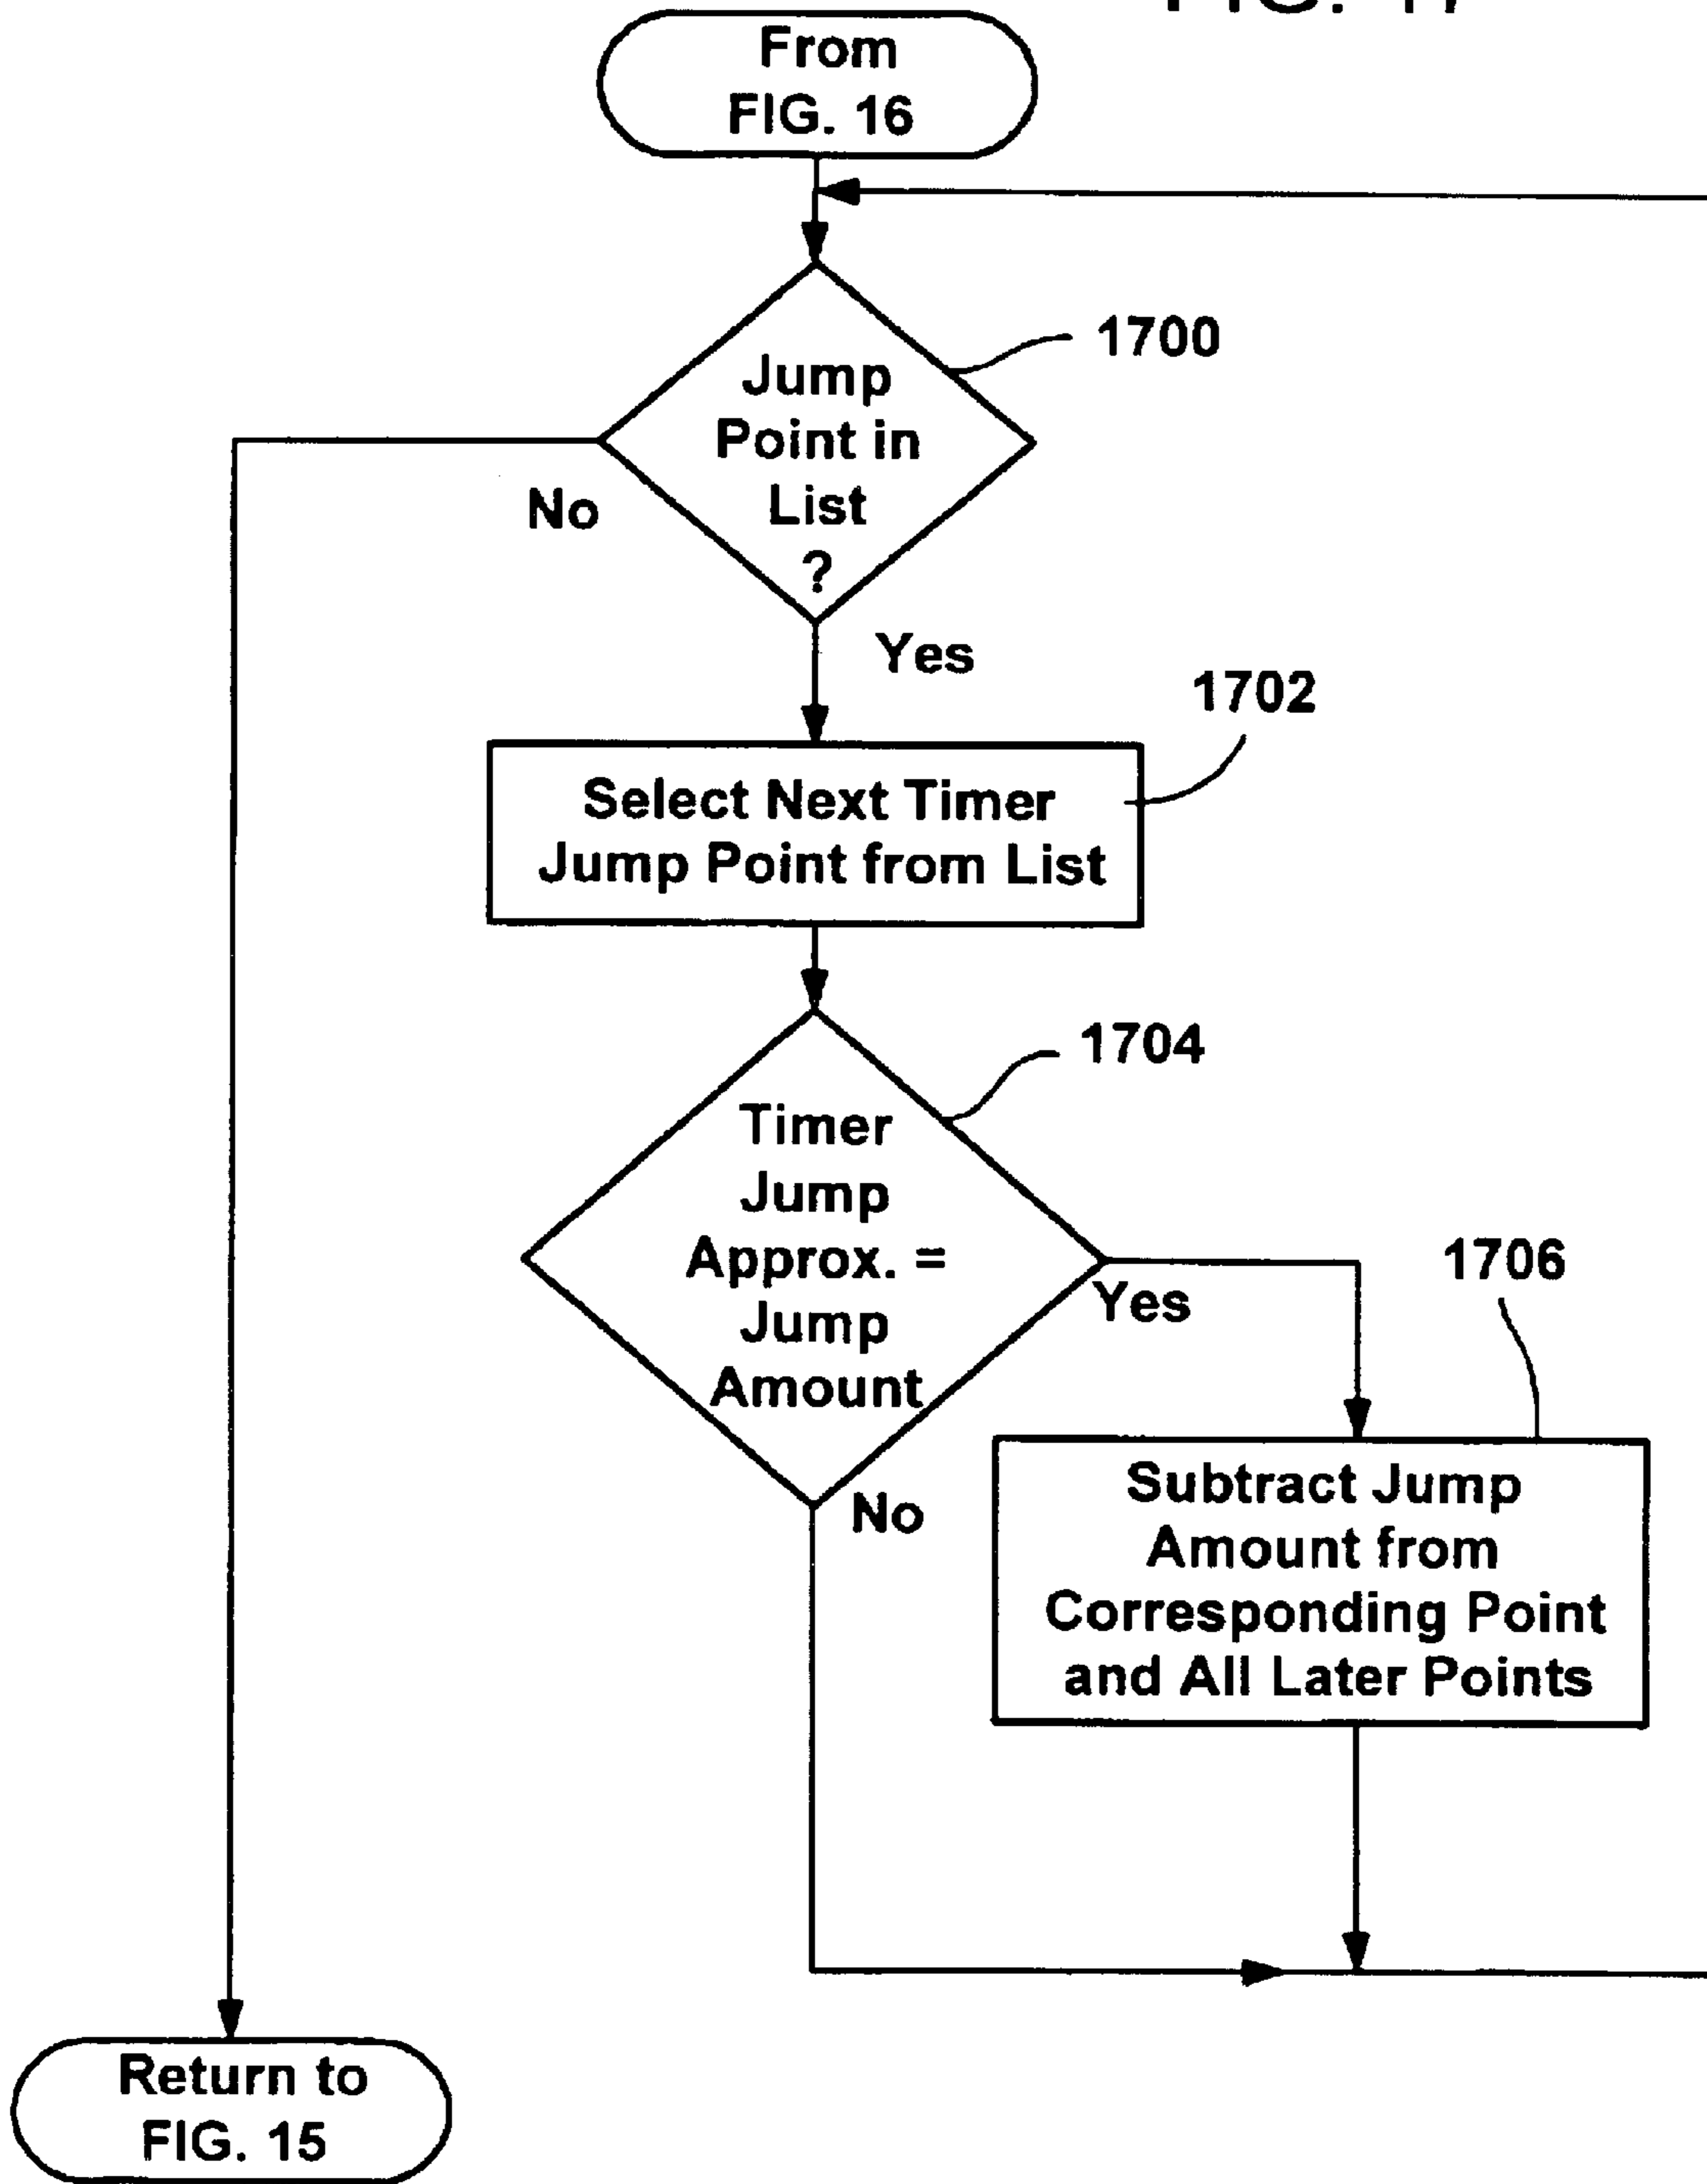 FIG. 17
From
FIG. 16
1700
Jump
Point in
List
?
No
Yes
1702
Select Next Timer
Jump Point from List
1704
Timer
Jump
Approx. =
Jump
Amount
Yes
1706
No
Subtract Jump
Amount from
Corresponding Point
and All Later Points
Return to
FIG. 15